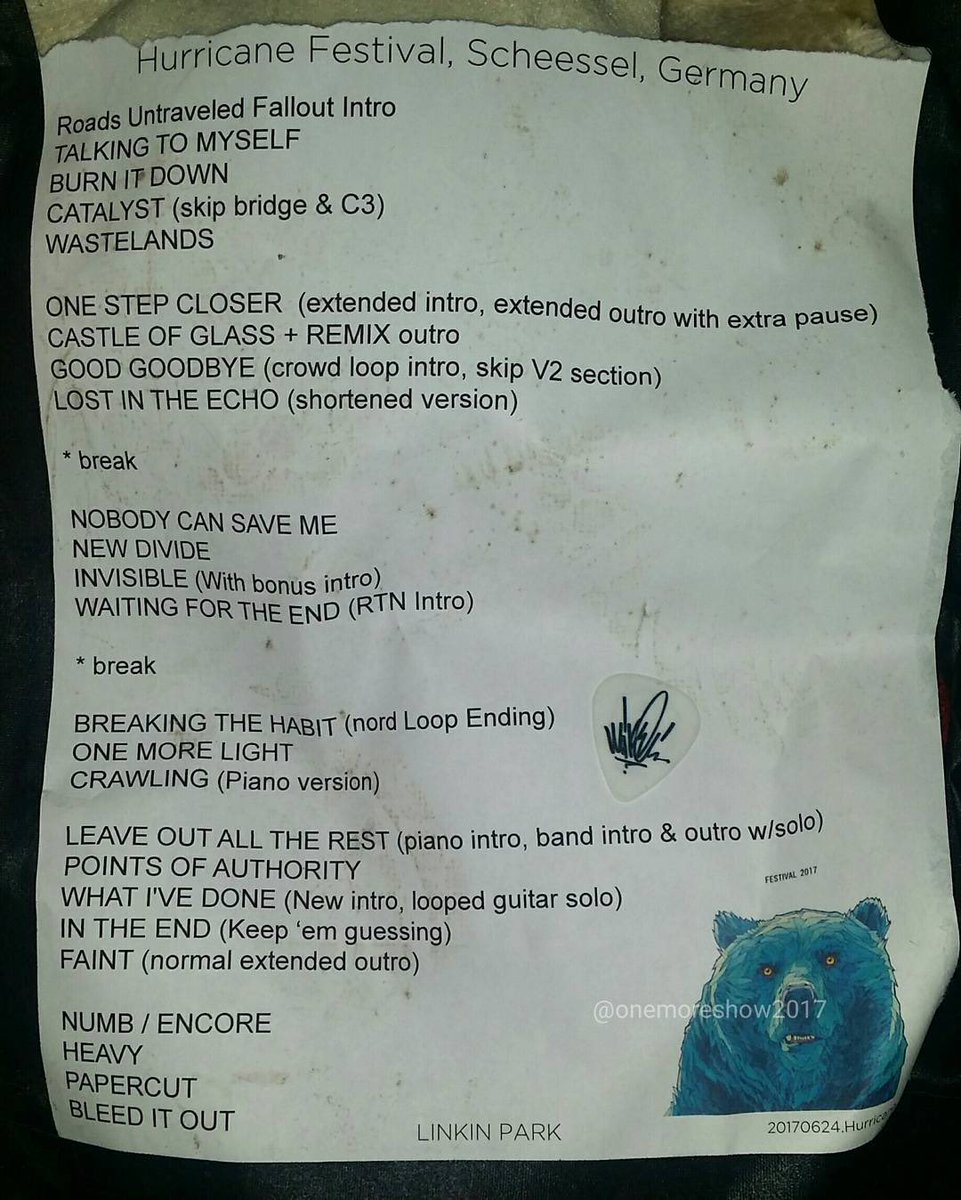 Hurricane Festival, Scheessel, Germany
Roads Untraveled Fallout Intro
TALKING TO MYSELF
BURN IT DOWN
CATALYST (skip bridge & C3)
WASTELANDS
ONE STEP CLOSER (extended intro, extended outro with extra pause)
CASTLE OF GLASS + REMIX outro
GOOD GOODBYE (crowd loop intro, skip V2 section)
LOST IN THE ECHO (shortened version)
* break
NOBODY CAN SAVE ME
NEW DIVIDE
INVISIBLE (With bonus intro)
WAITING FOR THE END (RTN Intro)
* break
BREAKING THE HABIT (nord Loop Ending)
ONE MORE LIGHT
CRAWLING (Piano version)
LEAVE OUT ALL THE REST (piano intro, band intro & outro w/solo)
POINTS OF AUTHORITY
WHAT I'VE DONE (New intro, looped guitar solo)
IN THE END (Keep ‘em guessing)
FAINT (normal extended outro)
FESTIVAL 2017
@onemoreshow2017
NUMB / ENCORE
HEAVY
PAPERCUT
BLEED IT OUT
LINKIN PARK
20170624.Hurric